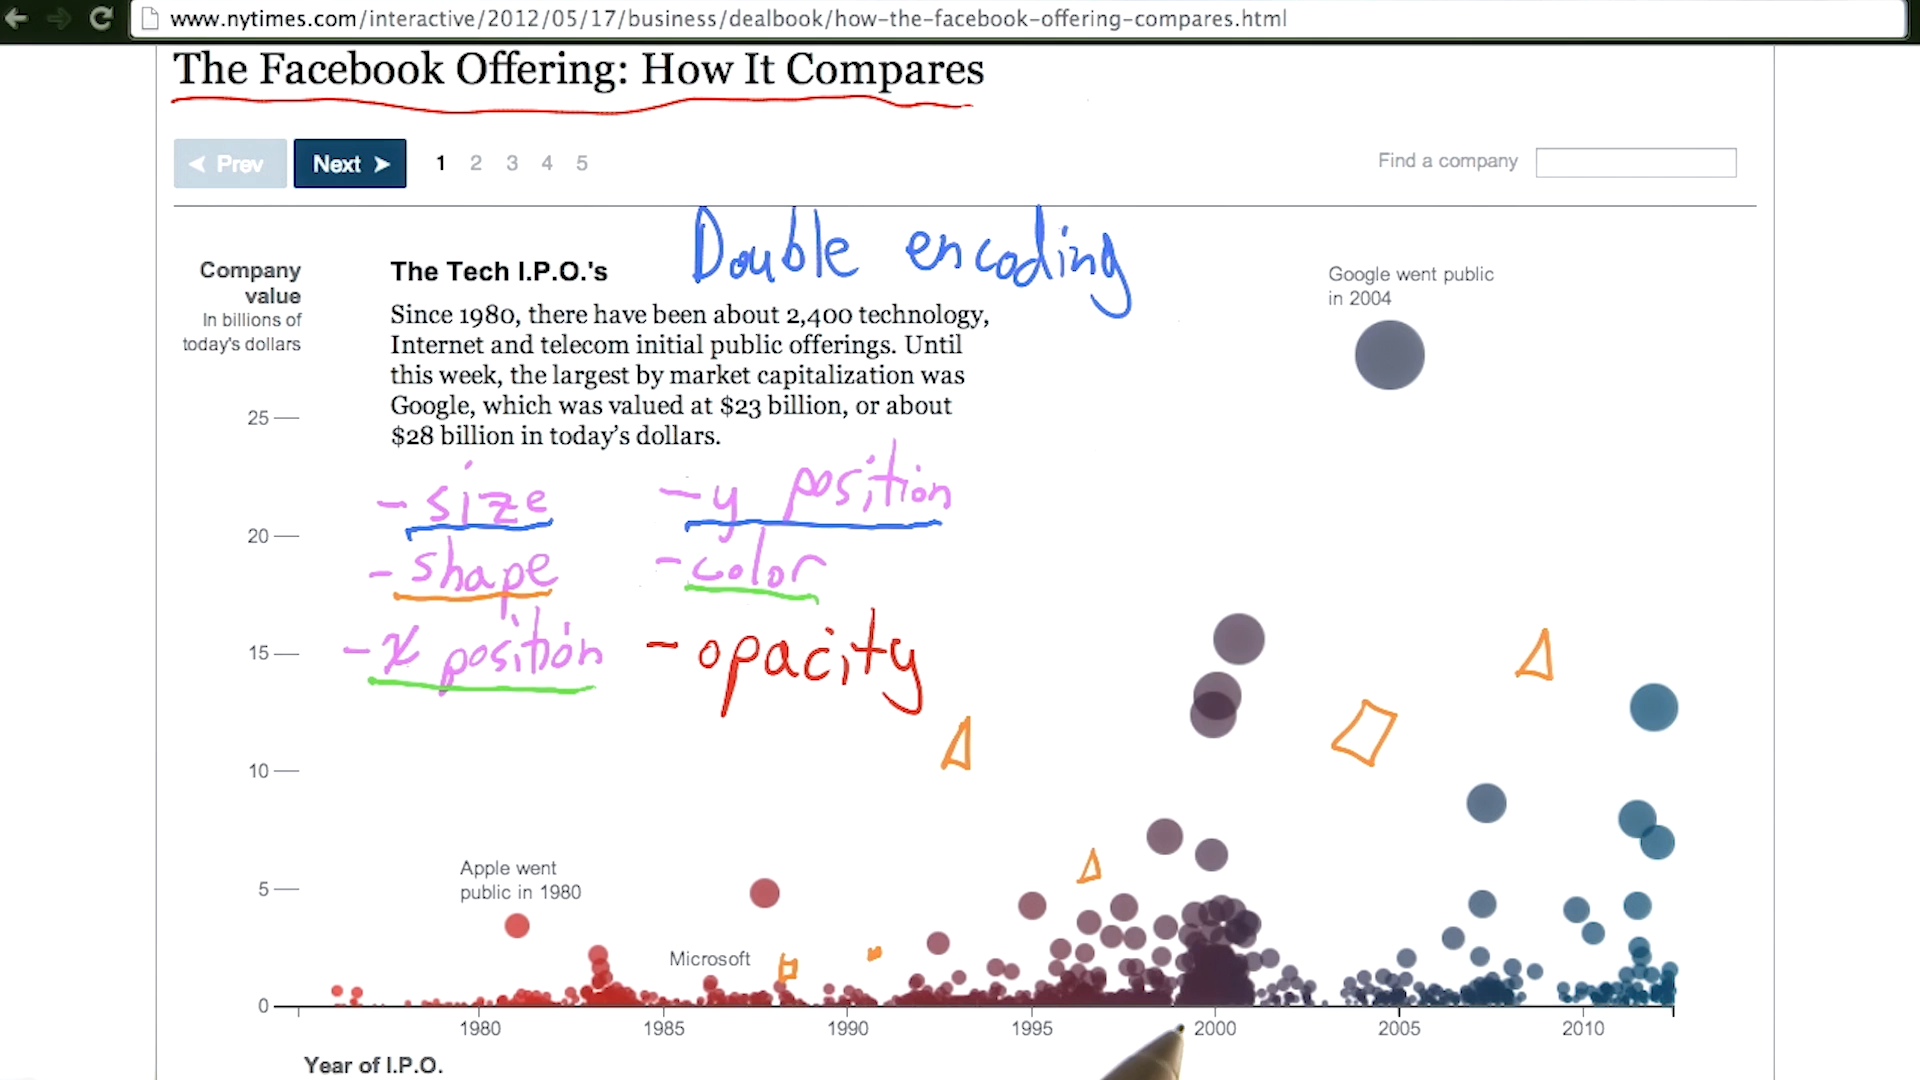 www.nytimes.com/interactive/2012/05/17/business/dealbook/how-the-facebook-offering-compares.html
The Facebook Offering: How It Compares
Prev Next 1 2 3 4 5 Find a company
Double encoding
Company
value
In billions of
today's dollars
The Tech I.P.O.'s
Since 1980, there have been about 2,400 technology,
Internet and telecom initial public offerings. Until
this week, the largest by market capitalization was
Google, which was valued at $23 billion, or about
$28 billion in today's dollars.
Google went public
in 2004
- size - y position
- shape - color
- x position - opacity
25
20
15
10
5
0
Apple went
public in 1980
Microsoft
1980 1985 1990 1995 2000 2005 2010
Year of I.P.O.